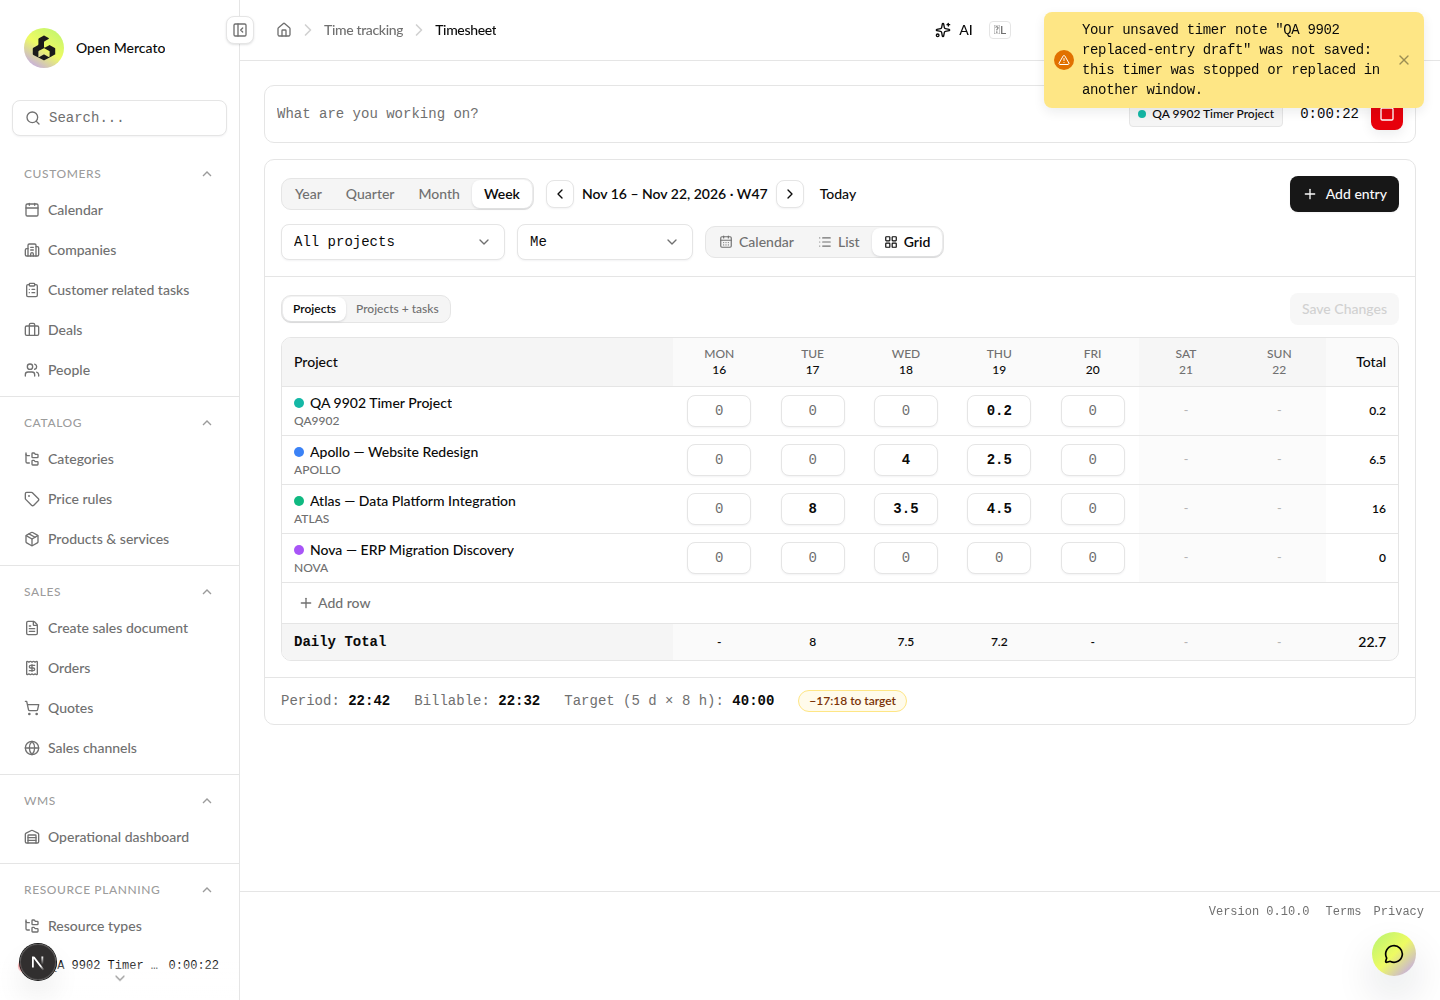 Open Mercato
Search...
CUSTOMERS
Calendar
Companies
Customer related tasks
Deals
People
CATALOG
Categories
Price rules
Products & services
SALES
Create sales document
Orders
Quotes
Sales channels
WMS
Operational dashboard
RESOURCE PLANNING
Resource types
N
A 9902 Timer … 0:00:22
Time tracking
Timesheet
AI
L
Your unsaved timer note "QA 9902
replaced-entry draft" was not saved:
this timer was stopped or replaced in
another window.
What are you working on?
QA 9902 Timer Project
0:00:22
Year Quarter Month Week
Nov 16 – Nov 22, 2026 · W47
Today
Add entry
All projects
Me
Calendar List Grid
Projects Projects + tasks
Save Changes
Project MON 16 TUE 17 WED 18 THU 19 FRI 20 SAT 21 SUN 22 Total
QA 9902 Timer Project 0 0 0 0.2 0 - - 0.2
QA9902
Apollo — Website Redesign 0 0 4 2.5 0 - - 6.5
APOLLO
Atlas — Data Platform Integration 0 8 3.5 4.5 0 - - 16
ATLAS
Nova — ERP Migration Discovery 0 0 0 0 0 - - 0
NOVA
Add row
Daily Total - 8 7.5 7.2 - - - 22.7
Period: 22:42 Billable: 22:32 Target (5 d × 8 h): 40:00 −17:18 to target
Version 0.10.0 Terms Privacy